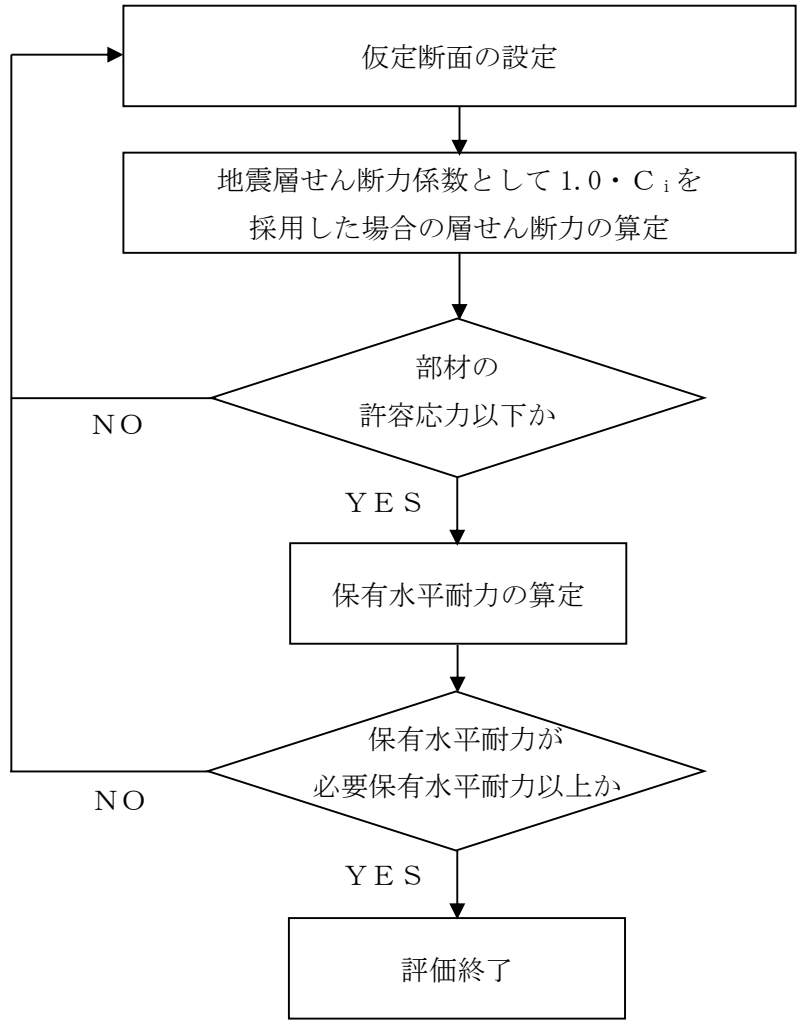 仮定断面の設定
地震層せん断力係数として 1.0・Ｃｉを
採用した場合の層せん断力の算定
部材の
許容応力以下か
ＮＯ
ＹＥＳ
保有水平耐力の算定
保有水平耐力が
必要保有水平耐力以上か
ＮＯ
ＹＥＳ
評価終了